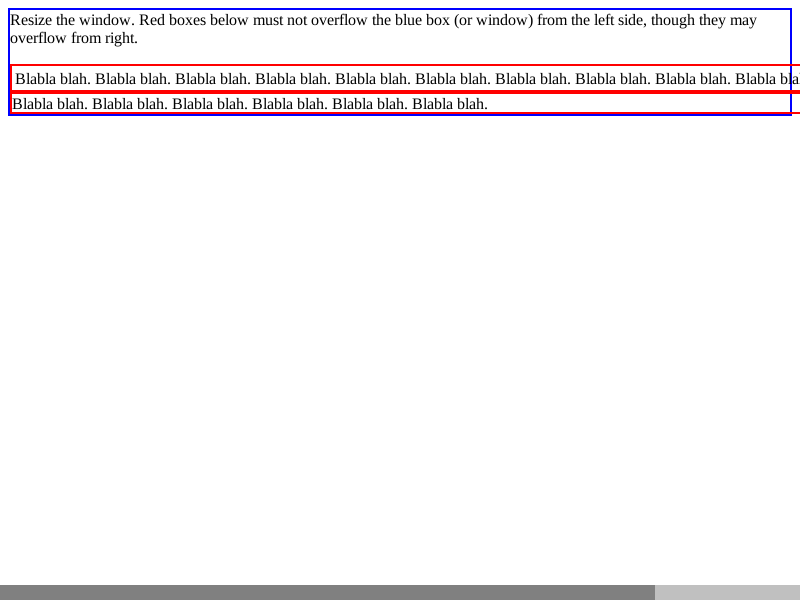 Resize the window. Red boxes below must not overflow the blue box (or window) from the left side, though they may
overflow from right.
Blabla blah. Blabla blah. Blabla blah. Blabla blah. Blabla blah. Blabla blah. Blabla blah. Blabla blah. Blabla blah. Blabla
Blabla blah. Blabla blah. Blabla blah. Blabla blah. Blabla blah. Blabla blah.